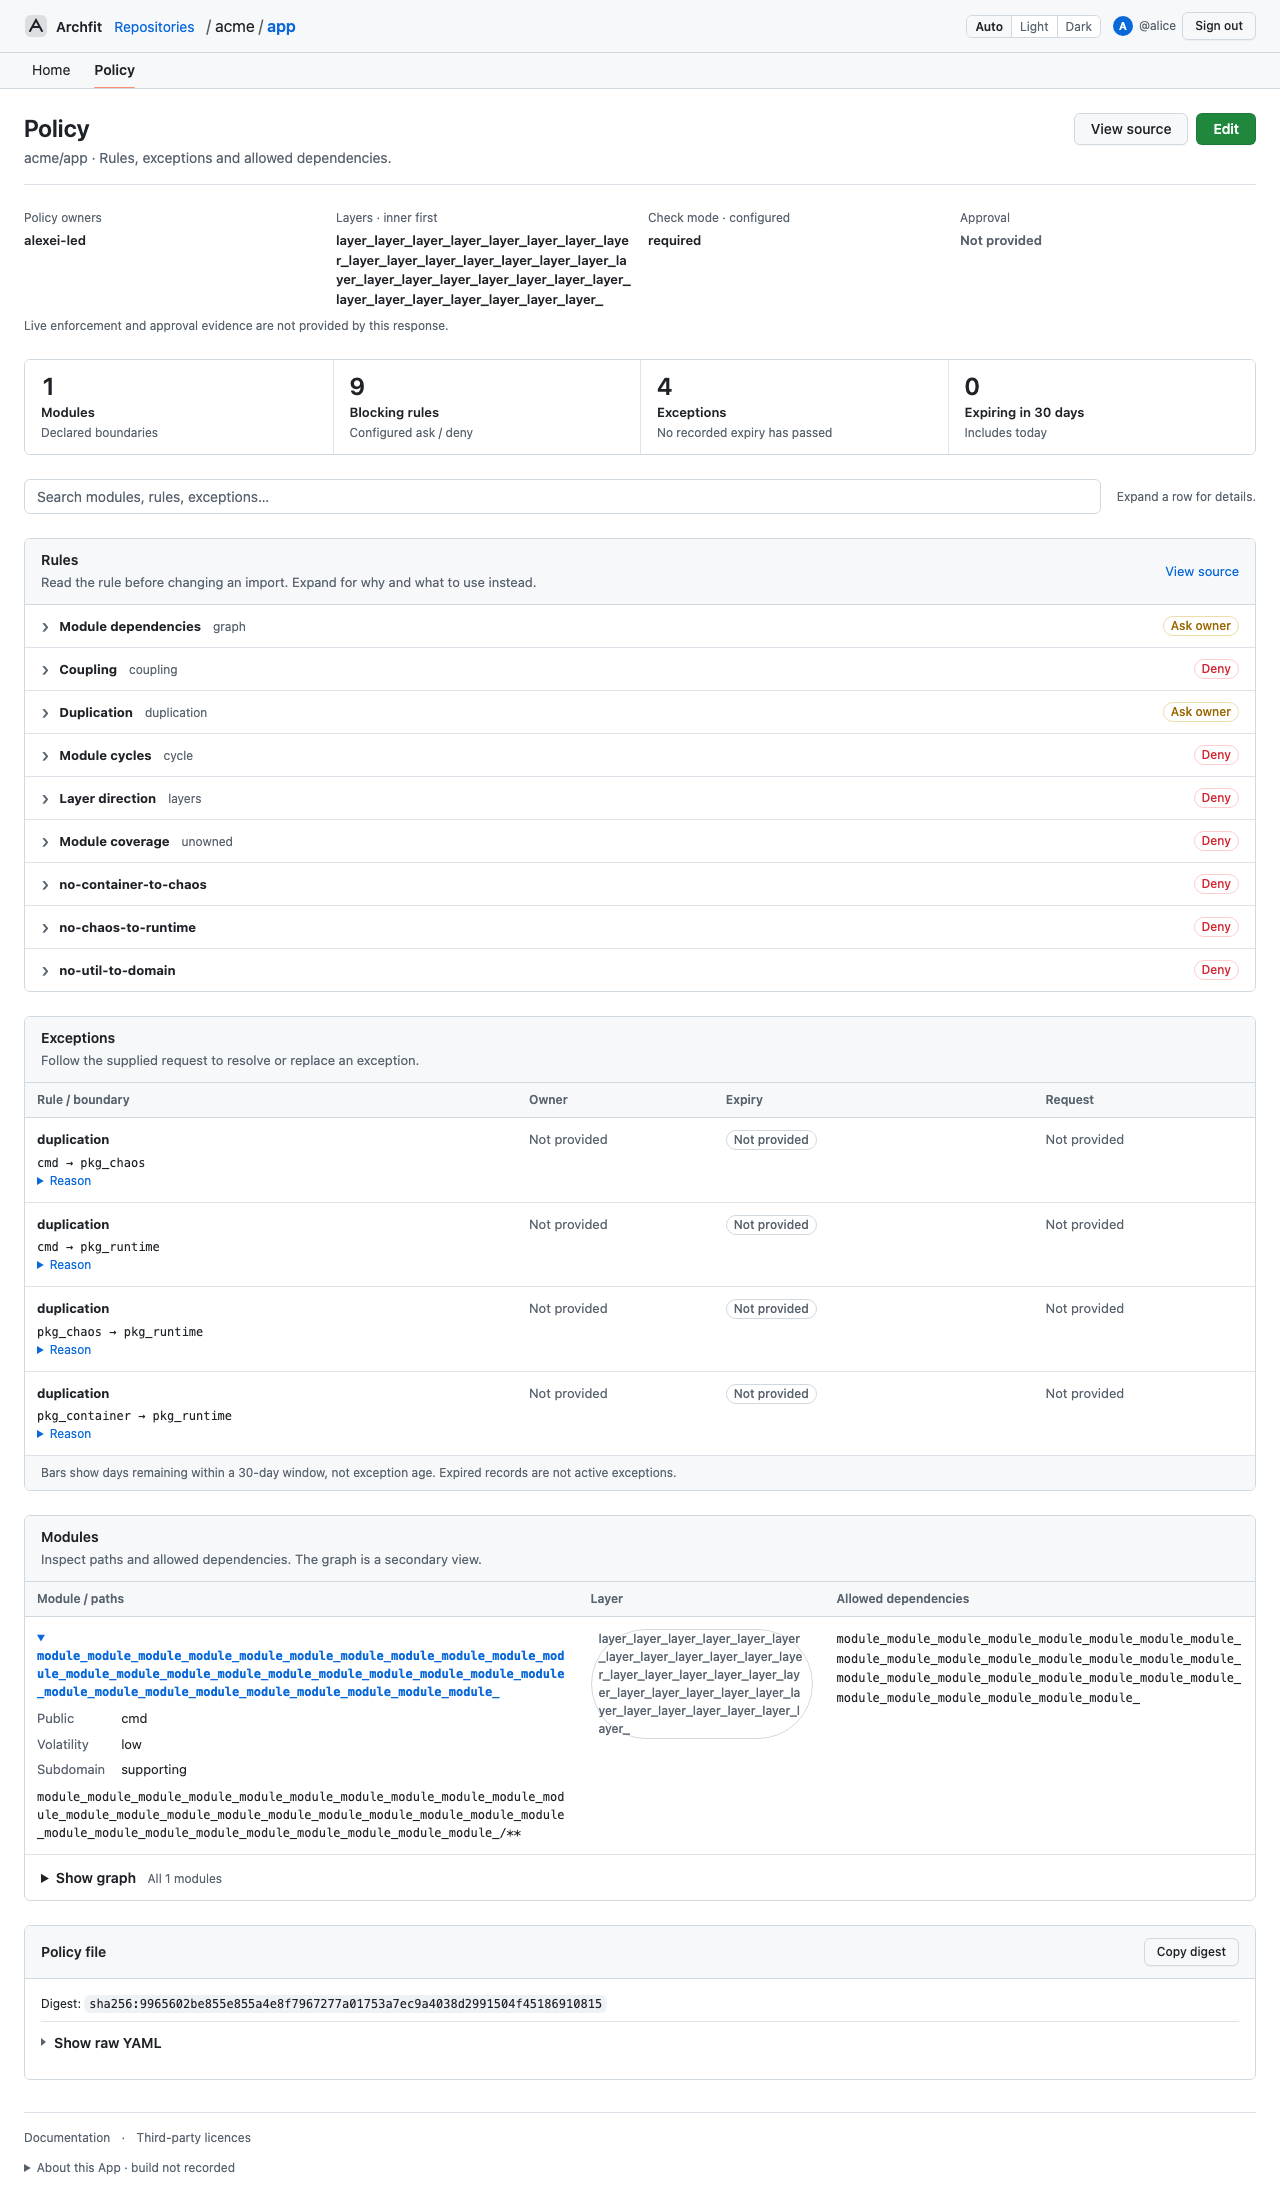 Archfit Repositories / acme / app Auto Light Dark A @alice Sign out
Home Policy
Policy View source Edit
acme/app · Rules, exceptions and allowed dependencies.
Policy owners Layers · inner first Check mode · configured Approval
alexei-led layer_layer_layer_layer_layer_layer_layer_laye required Not provided
r_layer_layer_layer_layer_layer_layer_layer_la
yer_layer_layer_layer_layer_layer_layer_layer_
layer_layer_layer_layer_layer_layer_layer_
Live enforcement and approval evidence are not provided by this response.
1 9 4 0
Modules Blocking rules Exceptions Expiring in 30 days
Declared boundaries Configured ask / deny No recorded expiry has passed Includes today
Search modules, rules, exceptions... Expand a row for details.
Rules
Read the rule before changing an import. Expand for why and what to use instead. View source
Module dependencies graph Ask owner
Coupling coupling Deny
Duplication duplication Ask owner
Module cycles cycle Deny
Layer direction layers Deny
Module coverage unowned Deny
no-container-to-chaos Deny
no-chaos-to-runtime Deny
no-util-to-domain Deny
Exceptions
Follow the supplied request to resolve or replace an exception.
Rule / boundary Owner Expiry Request
duplication Not provided Not provided Not provided
cmd → pkg_chaos
Reason
duplication Not provided Not provided Not provided
cmd → pkg_runtime
Reason
duplication Not provided Not provided Not provided
pkg_chaos → pkg_runtime
Reason
duplication Not provided Not provided Not provided
pkg_container → pkg_runtime
Reason
Bars show days remaining within a 30-day window, not exception age. Expired records are not active exceptions.
Modules
Inspect paths and allowed dependencies. The graph is a secondary view.
Module / paths Layer Allowed dependencies
module_module_module_module_module_module_module_module_module_module_mod
ule_module_module_module_module_module_module_module_module_module_module
_module_module_module_module_module_module_module_module_module_
Public cmd
Volatility low
Subdomain supporting
module_module_module_module_module_module_module_module_module_module_mod
ule_module_module_module_module_module_module_module_module_module_module
_module_module_module_module_module_module_module_module_module_/**
layer_layer_layer_layer_layer_layer
_layer_layer_layer_layer_layer_laye
r_layer_layer_layer_layer_layer_lay
er_layer_layer_layer_layer_layer_la
yer_layer_layer_layer_layer_layer_l
ayer_
module_module_module_module_module_module_module_module_
module_module_module_module_module_module_module_module_
module_module_module_module_module_module_module_module_
module_module_module_module_module_module_
Show graph All 1 modules
Policy file Copy digest
Digest: sha256:9965602be855e855a4e8f7967277a01753a7ec9a4038d2991504f45186910815
Show raw YAML
Documentation · Third-party licences
About this App · build not recorded